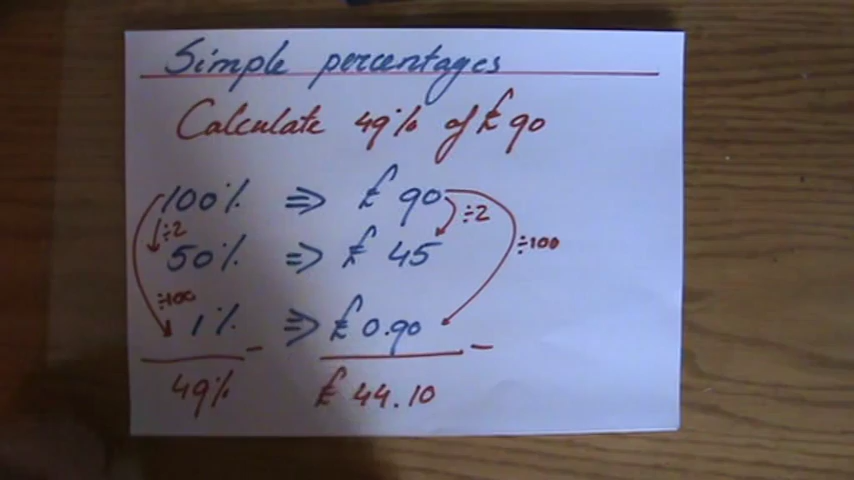 Simple percentages
Calculate 49% of £90
100% ⇒ £90
÷2 ÷2
50% ⇒ £45
÷100 ÷100
1% ⇒ £0.90
- -
49% £44.10